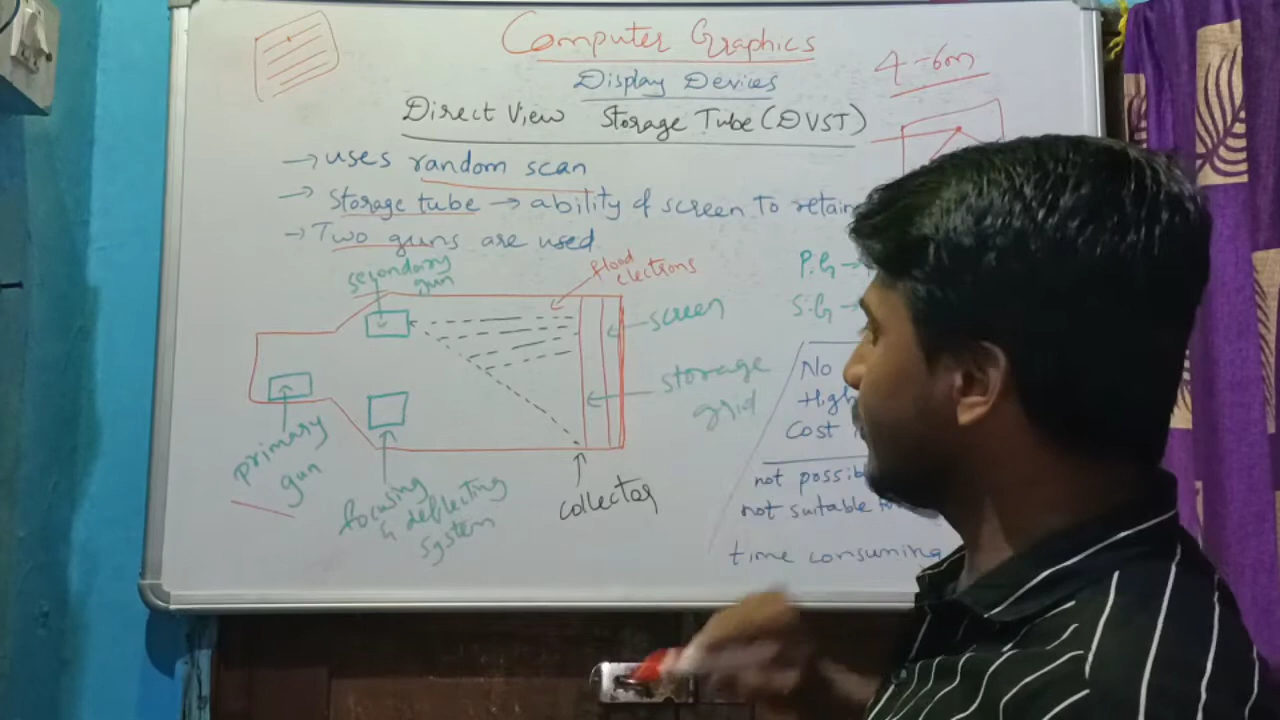 Computer Graphics
4-6m
Display Devices
Direct View Storage Tube (DVST)
→ uses random scan
→ Storage tube → ability of screen to retain
→ Two guns are used
secondary
gun
flood
electrons
P.G →
S.G →
screen
storage
grid
primary
gun
focusing
& deflecting
system
collector
No
High
Cost
not possib
not suitable
time consuming